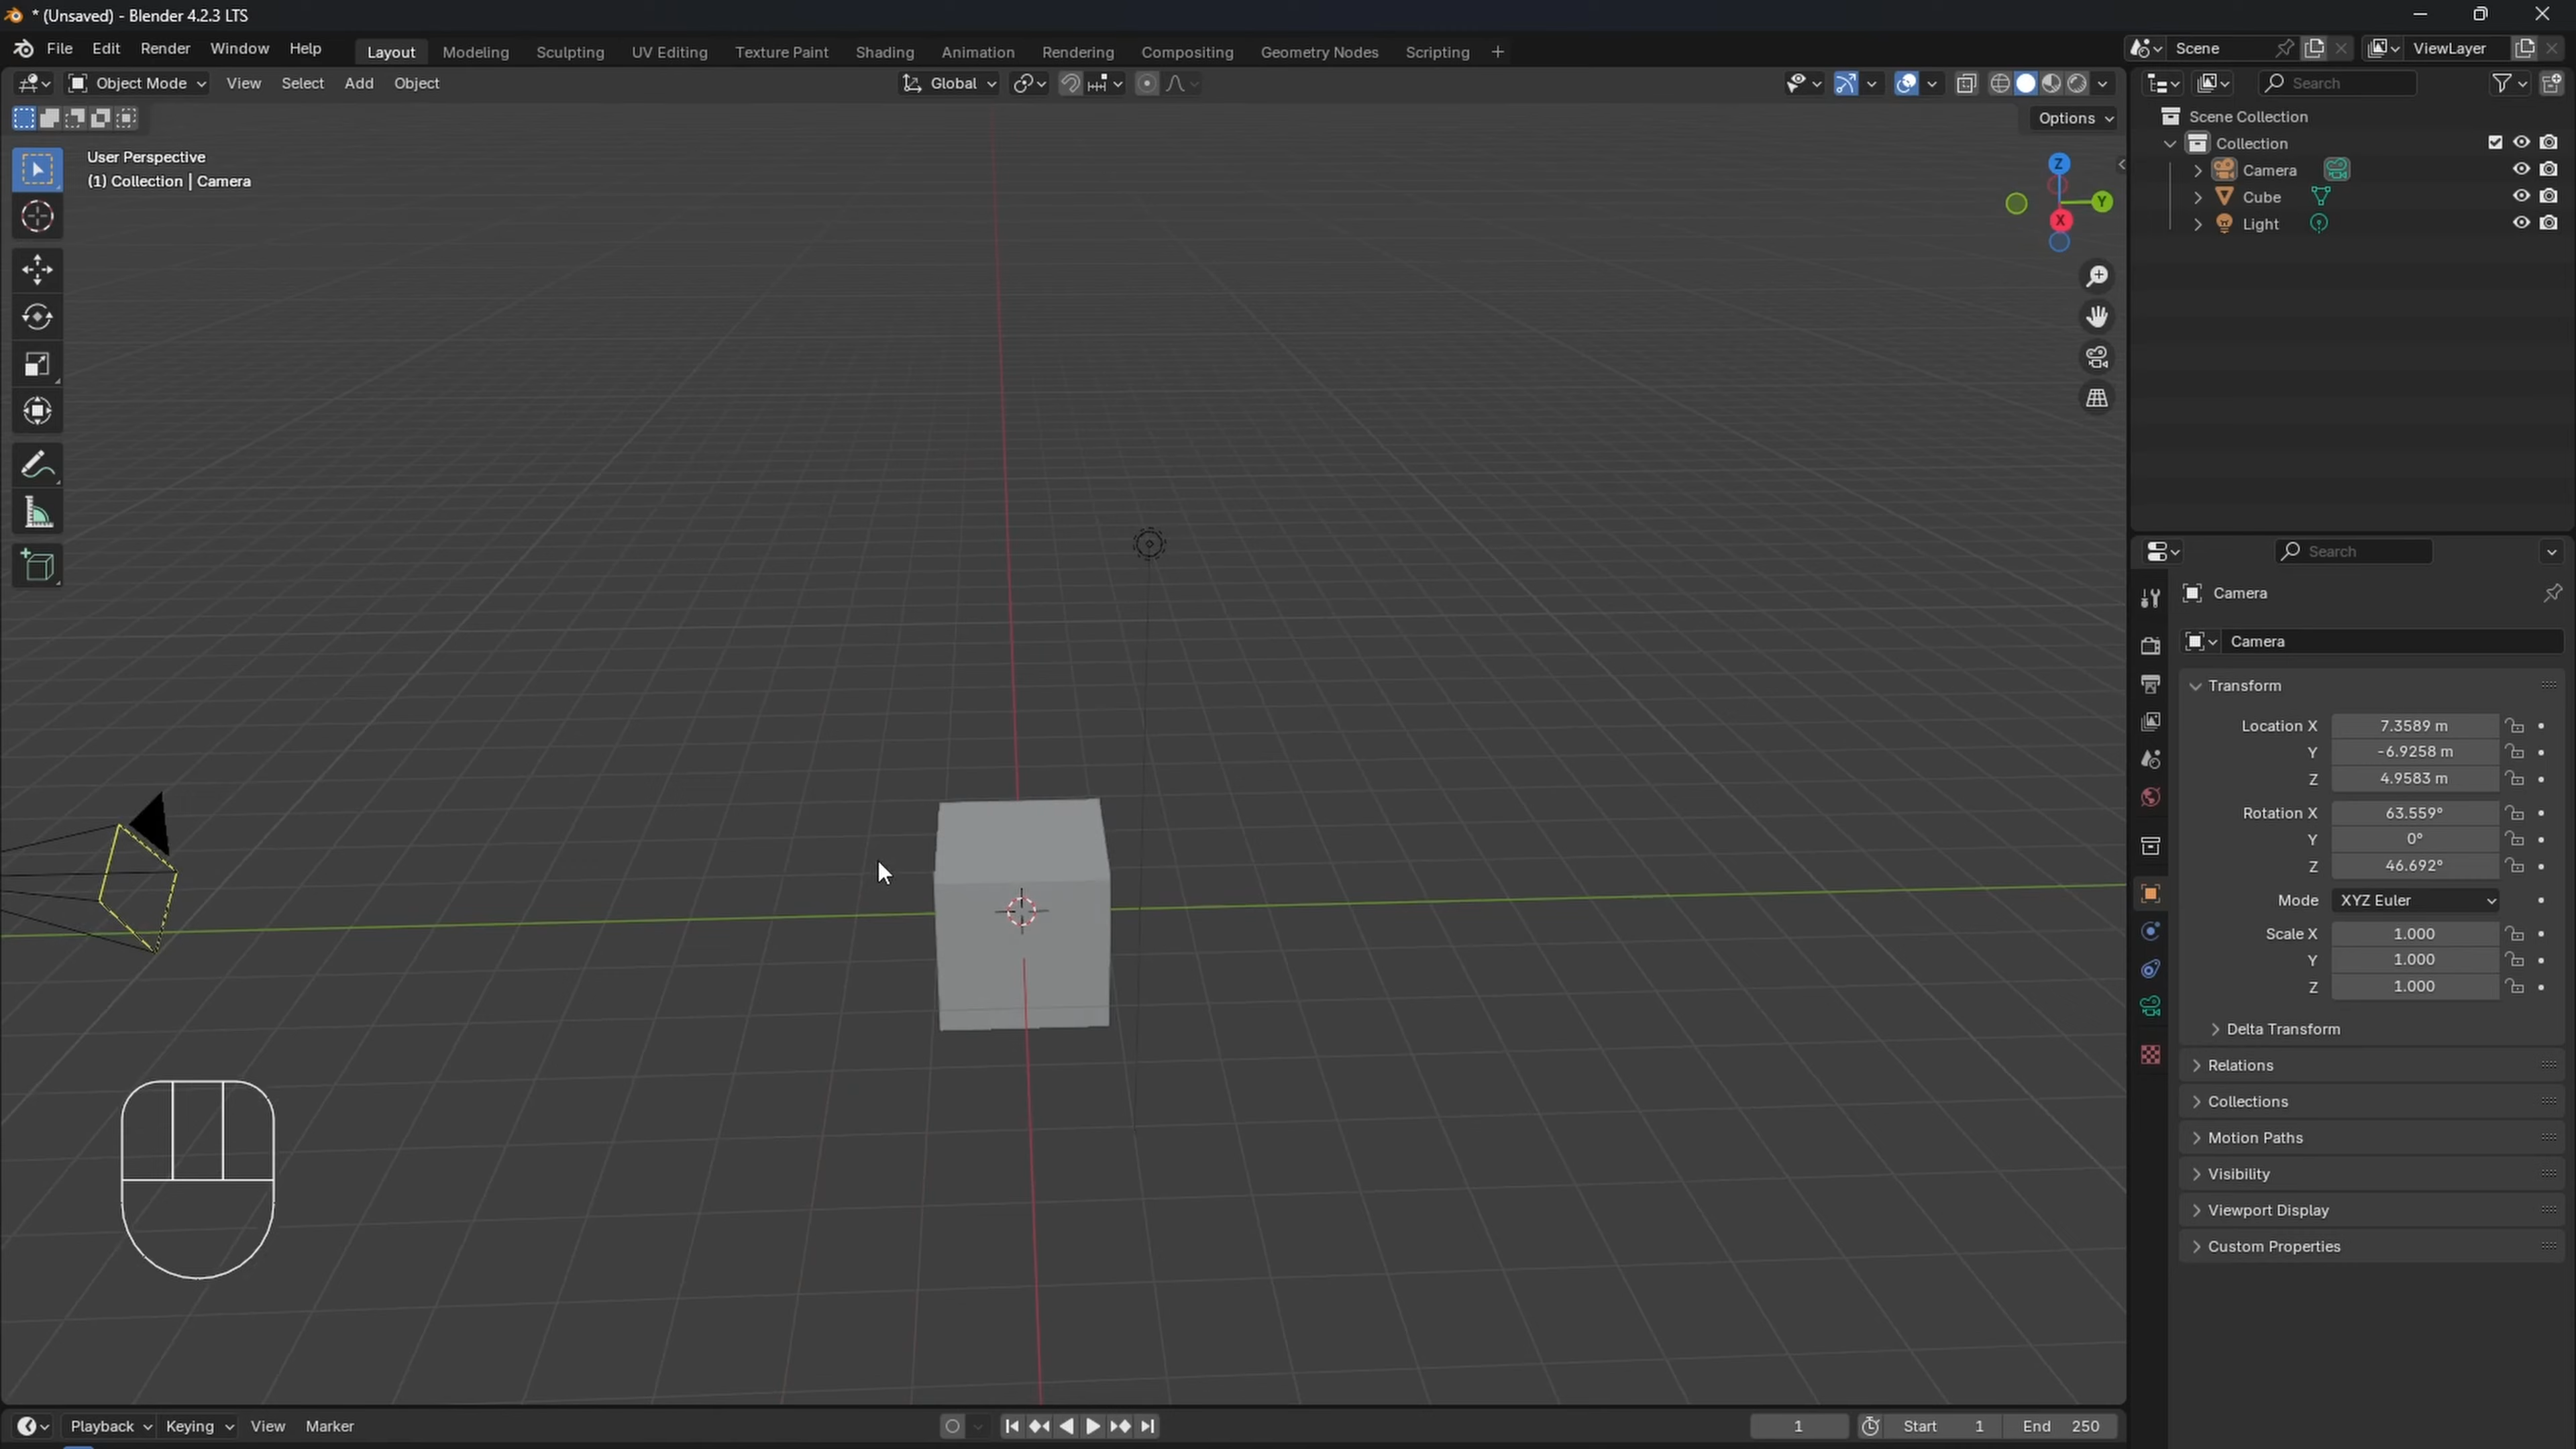 * (Unsaved) - Blender 4.2.3 LTS
File Edit Render Window Help Layout Modeling Sculpting UV Editing Texture Paint Shading Animation Rendering Compositing Geometry Nodes Scripting + Scene ViewLayer
Object Mode View Select Add Object Global Search
Options
User Perspective
(1) Collection | Camera
Z
Y
X
Scene Collection
Collection
Camera
Cube
Light
Search
Camera
Camera
Transform
Location X 7.3589 m
Y -6.9258 m
Z 4.9583 m
Rotation X 63.559°
Y 0°
Z 46.692°
Mode XYZ Euler
Scale X 1.000
Y 1.000
Z 1.000
Delta Transform
Relations
Collections
Motion Paths
Visibility
Viewport Display
Custom Properties
Playback Keying View Marker 1 Start 1 End 250